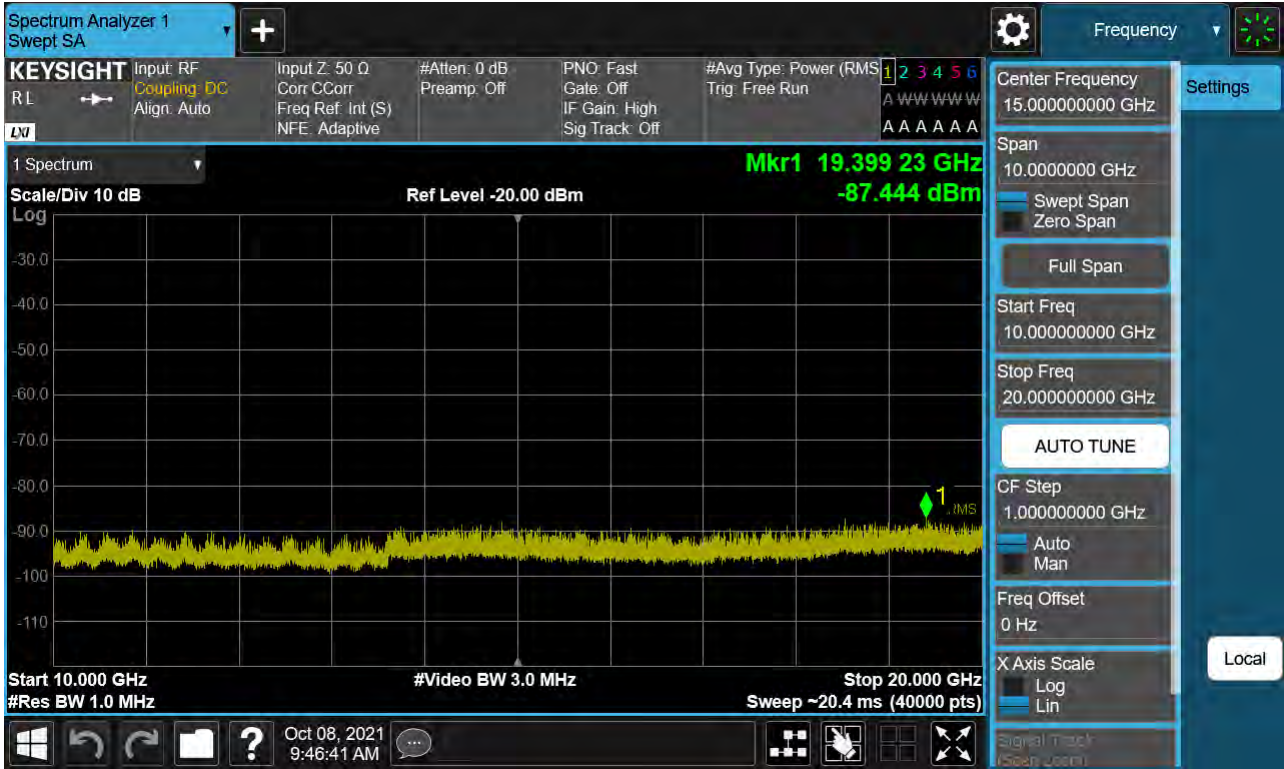 Spectrum Analyzer 1
Swept SA
+
Frequency
KEYSIGHT
R L
LXI
Input: RF
Coupling: DC
Align: Auto
Input Z: 50 Ω
Corr CCorr
Freq Ref: Int (S)
NFE: Adaptive
#Atten: 0 dB
Preamp: Off
PNO: Fast
Gate: Off
IF Gain: High
Sig Track: Off
#Avg Type: Power (RMS
Trig: Free Run
1 2 3 4 5 6
A W W W W W
A A A A A A
1 Spectrum
Scale/Div 10 dB
Log
Ref Level -20.00 dBm
Mkr1 19.399 23 GHz
-87.444 dBm
-30.0
-40.0
-50.0
-60.0
-70.0
-80.0
1
RMS
-90.0
-100
-110
Start 10.000 GHz
#Video BW 3.0 MHz
Stop 20.000 GHz
#Res BW 1.0 MHz
Sweep ~20.4 ms (40000 pts)
Center Frequency
15.000000000 GHz
Settings
Span
10.0000000 GHz
Swept Span
Zero Span
Full Span
Start Freq
10.000000000 GHz
Stop Freq
20.000000000 GHz
AUTO TUNE
CF Step
1.000000000 GHz
Auto
Man
Freq Offset
0 Hz
X Axis Scale
Log
Lin
Local
Signal Track
(Span Zoom)
?
Oct 08, 2021
9:46:41 AM